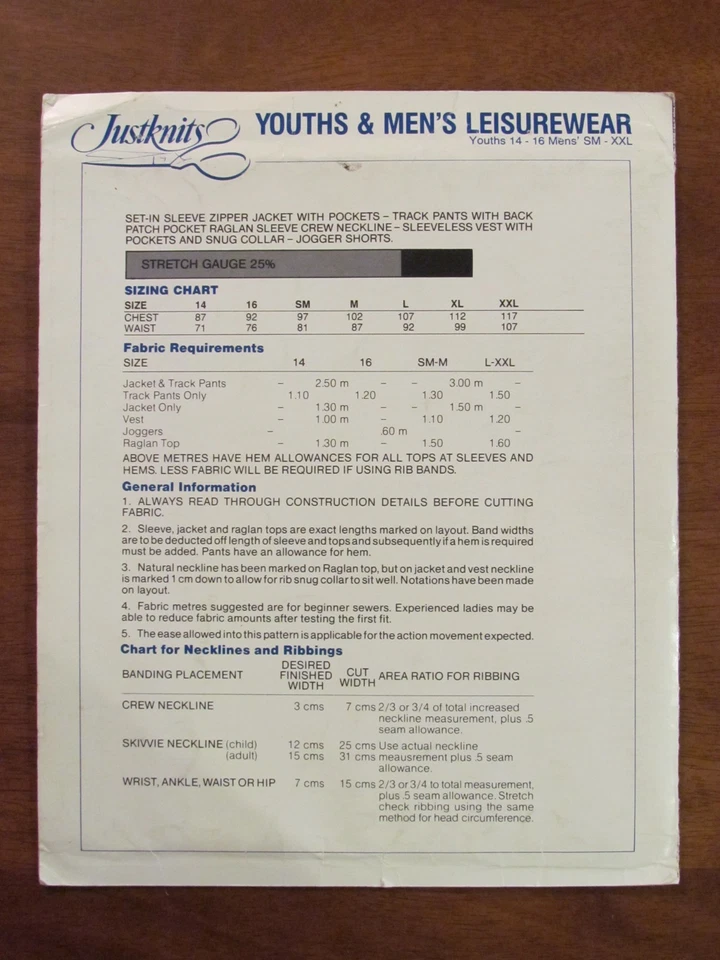 Justknits
YOUTHS & MEN'S LEISUREWEAR
Youths 14 - 16 Mens' SM - XXL
SET-IN SLEEVE ZIPPER JACKET WITH POCKETS – TRACK PANTS WITH BACK
PATCH POCKET RAGLAN SLEEVE CREW NECKLINE – SLEEVELESS VEST WITH
POCKETS AND SNUG COLLAR – JOGGER SHORTS.
STRETCH GAUGE 25%
SIZING CHART
SIZE 14 16 SM M L XL XXL
CHEST 87 92 97 102 107 112 117
WAIST 71 76 81 87 92 99 107
Fabric Requirements
SIZE 14 16 SM-M L-XXL
Jacket & Track Pants – 2.50 m – – 3.00 m –
Track Pants Only 1.10 1.20 1.30 1.50
Jacket Only – 1.30 m – – 1.50 m –
Vest – 1.00 m – 1.10 1.20
Joggers – .60 m –
Raglan Top – 1.30 m – 1.50 1.60
ABOVE METRES HAVE HEM ALLOWANCES FOR ALL TOPS AT SLEEVES AND
HEMS. LESS FABRIC WILL BE REQUIRED IF USING RIB BANDS.
General Information
1. ALWAYS READ THROUGH CONSTRUCTION DETAILS BEFORE CUTTING
FABRIC.
2. Sleeve, jacket and raglan tops are exact lengths marked on layout. Band widths
are to be deducted off length of sleeve and tops and subsequently if a hem is required
must be added. Pants have an allowance for hem.
3. Natural neckline has been marked on Raglan top, but on jacket and vest neckline
is marked 1 cm down to allow for rib snug collar to sit well. Notations have been made
on layout.
4. Fabric metres suggested are for beginner sewers. Experienced ladies may be
able to reduce fabric amounts after testing the first fit.
5. The ease allowed into this pattern is applicable for the action movement expected.
Chart for Necklines and Ribbings
BANDING PLACEMENT DESIRED FINISHED WIDTH CUT WIDTH AREA RATIO FOR RIBBING
CREW NECKLINE 3 cms 7 cms 2/3 or 3/4 of total increased
neckline measurement, plus .5
seam allowance.
SKIVVIE NECKLINE (child) 12 cms 25 cms Use actual neckline
(adult) 15 cms 31 cms meausrement plus .5 seam
allowance.
WRIST, ANKLE, WAIST OR HIP 7 cms 15 cms 2/3 or 3/4 to total measurement,
plus .5 seam allowance. Stretch
check ribbing using the same
method for head circumference.